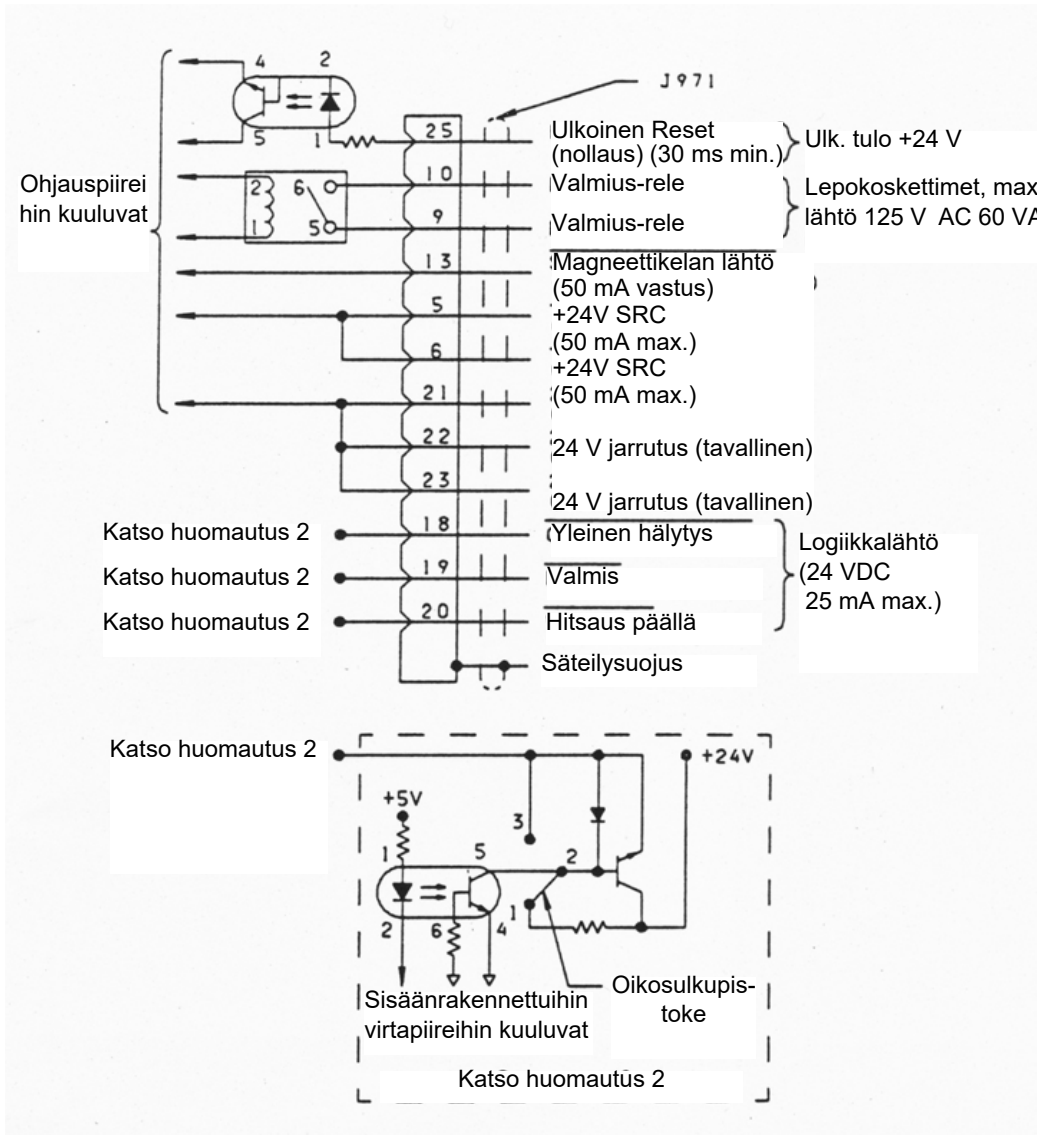 4 2
J971
5 1
25 Ulkoinen Reset
(nollaus) (30 ms min.)
Ulk. tulo +24 V
Ohjauspiirei
hin kuuluvat
2 6
10 Valmius-rele
1 5
9 Valmius-rele
Lepokoskettimet, max
lähtö 125 V AC 60 VA
13 Magneettikelan lähtö
(50 mA vastus)
5 +24V SRC
(50 mA max.)
6 +24V SRC
(50 mA max.)
21
22 24 V jarrutus (tavallinen)
23 24 V jarrutus (tavallinen)
Katso huomautus 2 18 Yleinen hälytys
Katso huomautus 2 19 Valmis
Katso huomautus 2 20 Hitsaus päällä
Logiikkalähtö
(24 VDC
25 mA max.)
Säteilysuojus
Katso huomautus 2
+24V
+5V
3
1 5 2
1
2 6 4
Sisäänrakennettuihin
virtapiireihin kuuluvat
Oikosulkupis-
toke
Katso huomautus 2